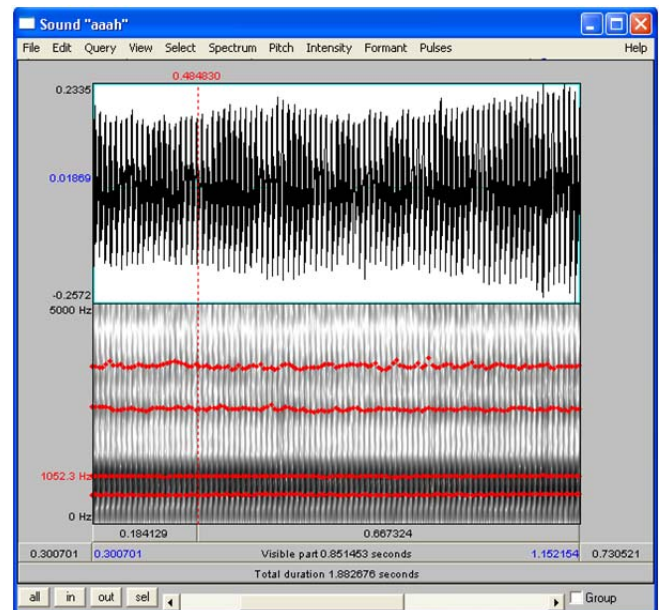 Sound "aaah"
File Edit Query View Select Spectrum Pitch Intensity Formant Pulses Help
0.484830
0.2335
0.01869
-0.2572
5000 Hz
1052.3 Hz
0 Hz
0.184129 0.667324
0.300701 0.300701 Visible part 0.851453 seconds 1.152154 0.730521
Total duration 1.882676 seconds
all in out sel Group